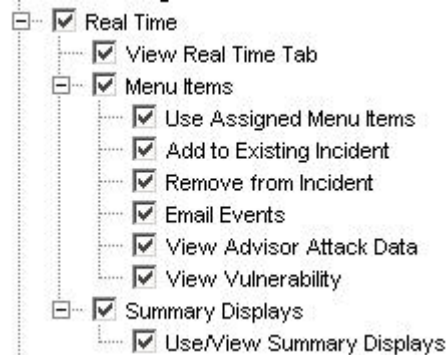 Real Time
View Real Time Tab
Menu Items
Use Assigned Menu Items
Add to Existing Incident
Remove from Incident
Email Events
View Advisor Attack Data
View Vulnerability
Summary Displays
Use/View Summary Displays